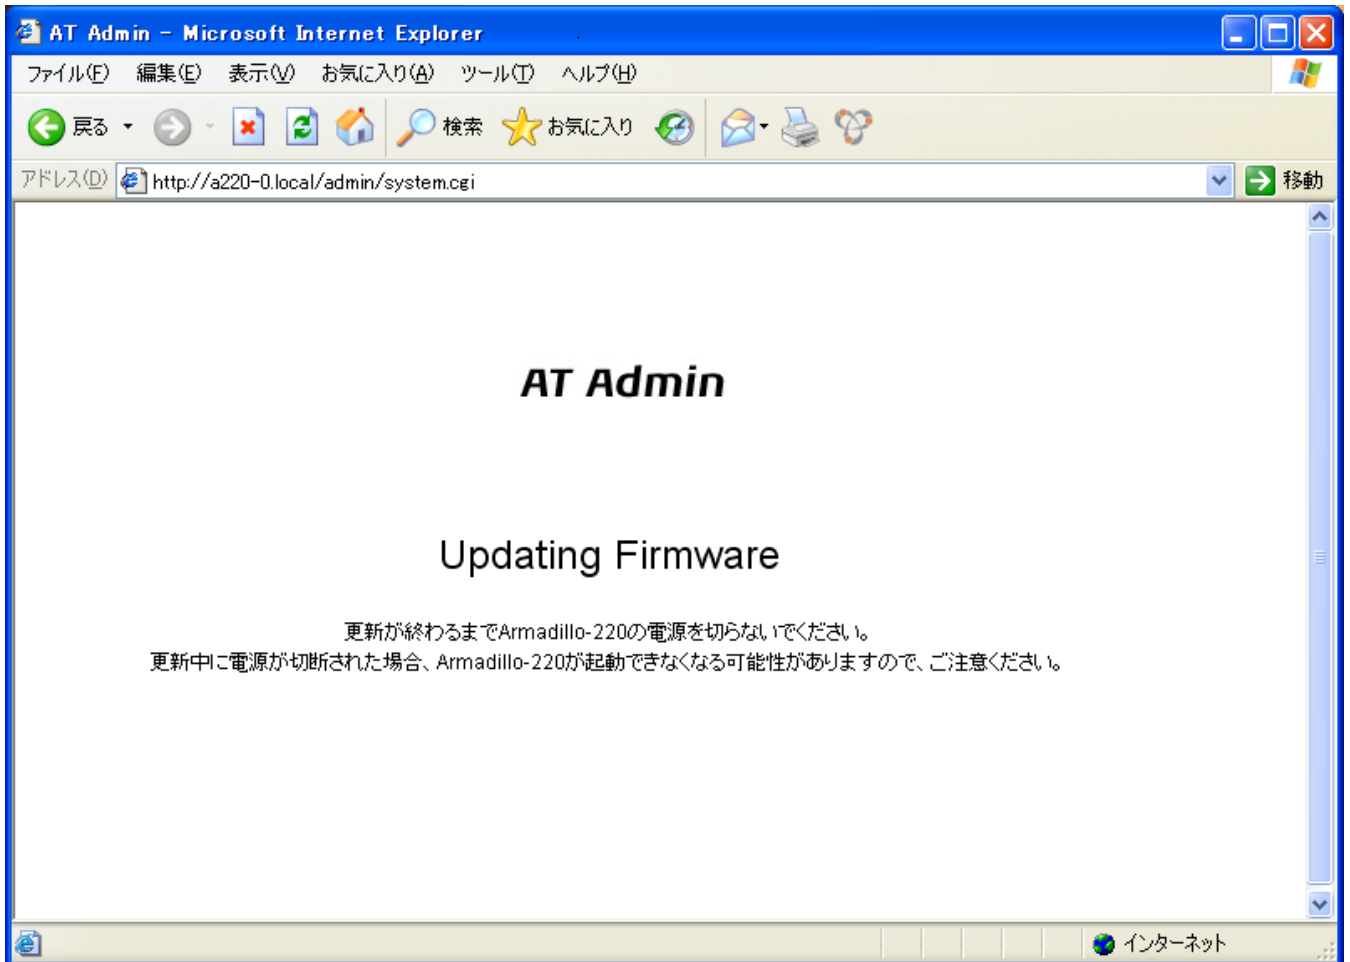 AT Admin - Microsoft Internet Explorer
ファイル(F) 編集(E) 表示(V) お気に入り(A) ツール(T) ヘルプ(H)
戻る 検索 お気に入り
アドレス(D) http://a220-0.local/admin/system.cgi 移動
AT Admin
Updating Firmware
更新が終わるまでArmadillo-220の電源を切らないでください。
更新中に電源が切断された場合、Armadillo-220が起動できなくなる可能性がありますので、ご注意ください。
インターネット